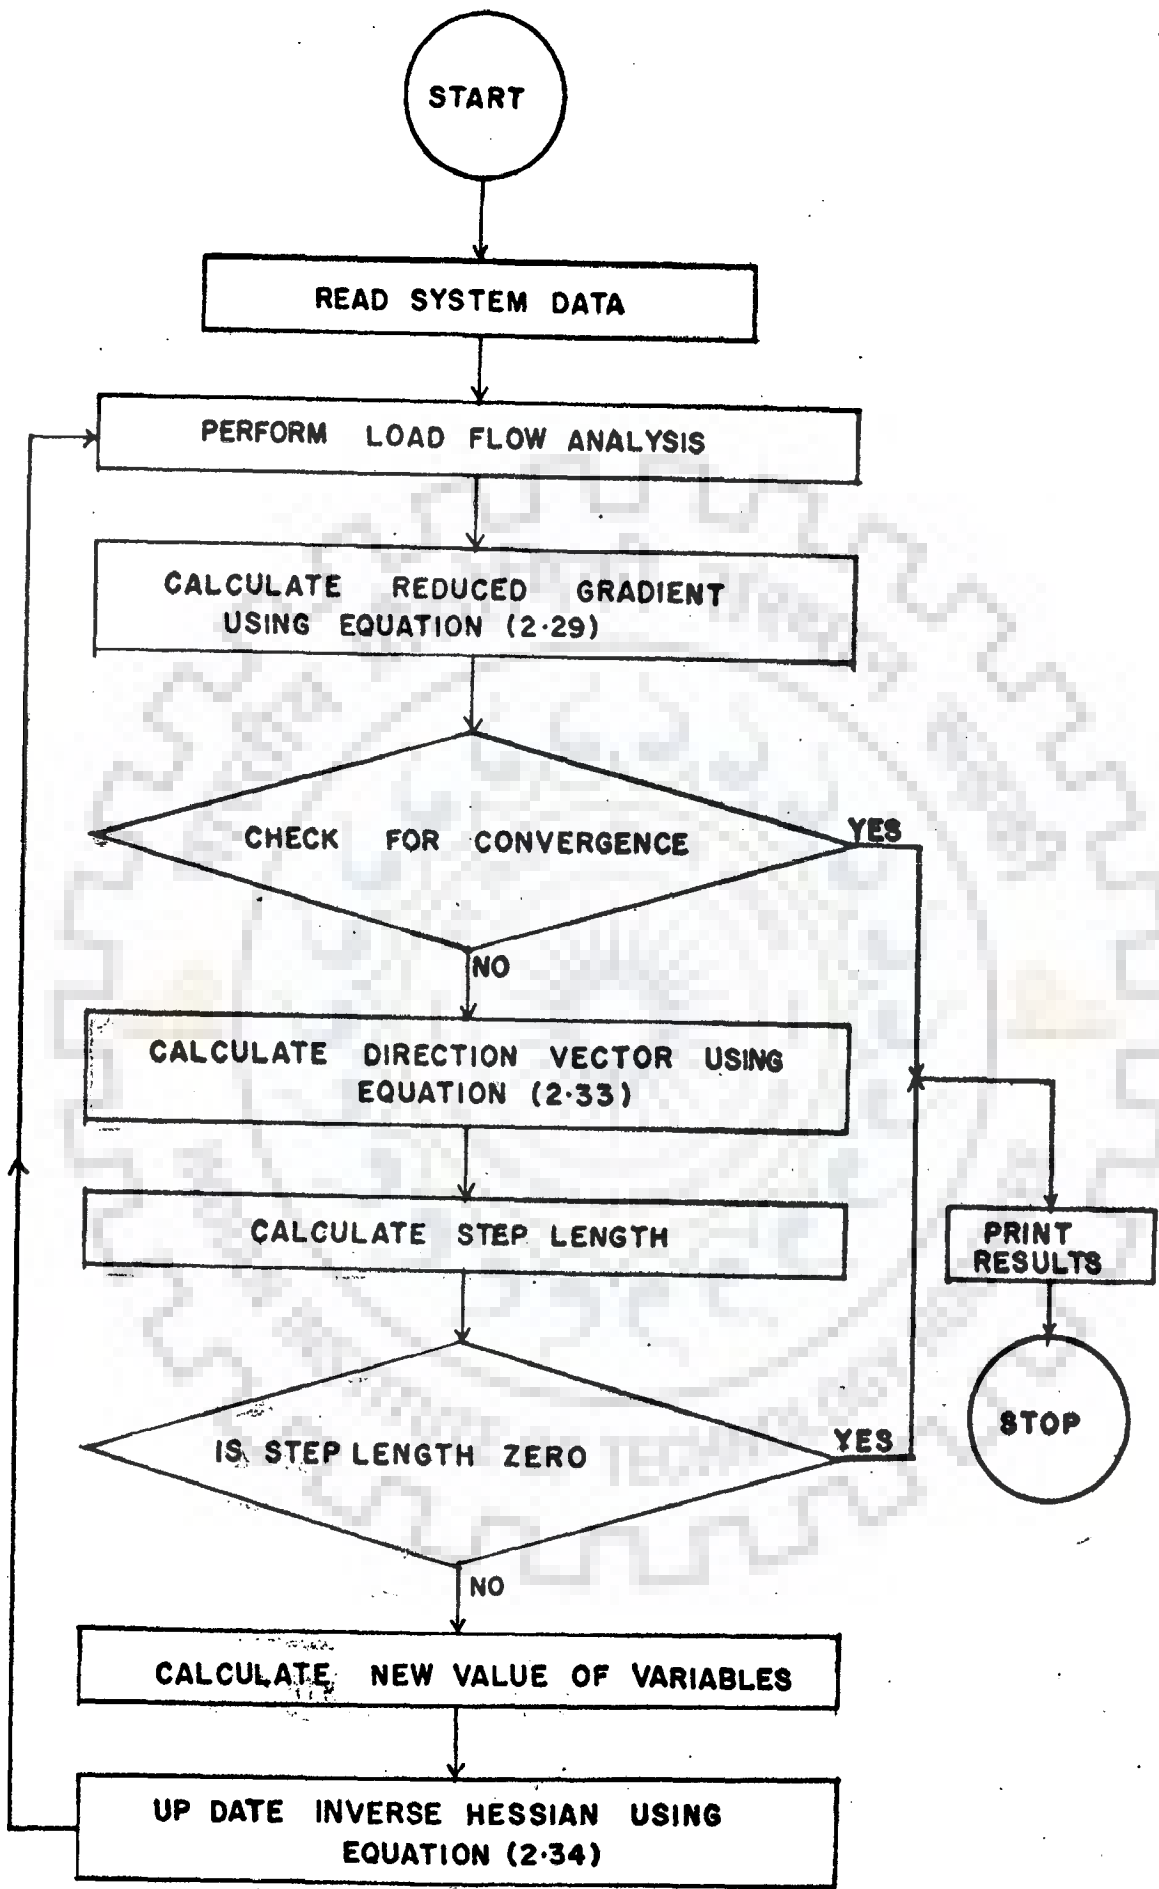 START
READ SYSTEM DATA
PERFORM LOAD FLOW ANALYSIS
CALCULATE REDUCED GRADIENT
USING EQUATION (2·29)
CHECK FOR CONVERGENCE
YES
NO
CALCULATE DIRECTION VECTOR USING
EQUATION (2·33)
CALCULATE STEP LENGTH
PRINT
RESULTS
STOP
IS STEP LENGTH ZERO
YES
NO
CALCULATE NEW VALUE OF VARIABLES
UP DATE INVERSE HESSIAN USING
EQUATION (2·34)